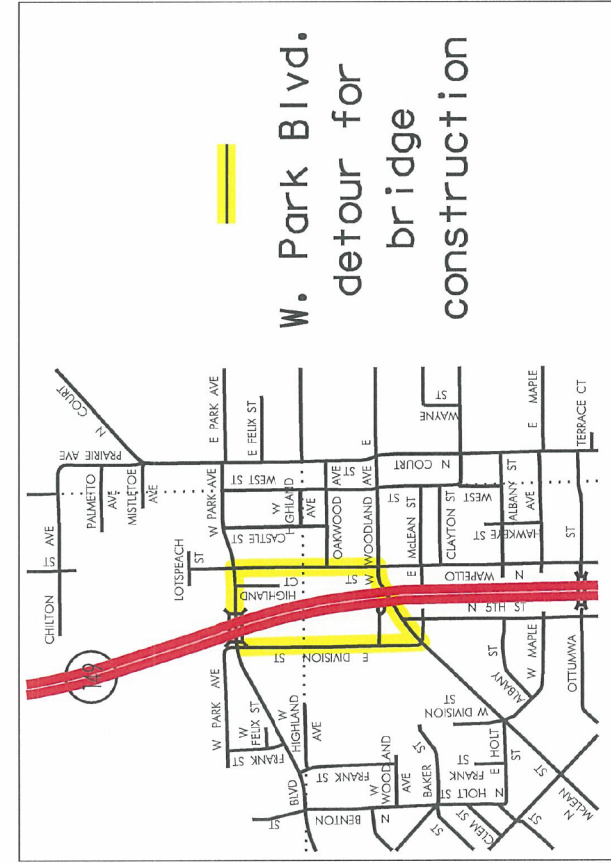 W. Park Blvd.
detour for
bridge
construction
N COURT
PRAIRIE AVE
CHILTON AVE
ST
PALMETTO
AVE
MISTLETOE
AVE
LOTSPEACH
ST
149
W PARK AVE
W PARK AVE
E PARK AVE
E FELIX ST
WEST ST
CASTLE ST
W
HIGHLAND
AVE
OAKWOOD
AVE
ST
HIGHLAND
CT
E DIVISION
ST
W
FELIX ST
FRANK ST
W
HIGHLAND
AVE
BLVD
BENTON
ST
FRANK ST
W
WOODLAND
AVE
N
W WOODLAND
AVE
E
ST
N COURT
WAYNE
ST
E McLEAN ST
CLAYTON ST
WEST
ST
ALBANY ST
AVE
HAWKEYE ST
E MAPLE
N WAPELLO
ST
N 5TH ST
TERRACE CT
OTTUMWA
ST
W MAPLE
ALBANY
ST
W DIVISION
ST
BAKER
ST
N HOLT ST
FRANK
ST
E HOLT
ST
CLEM ST
ST
ST
N McLEAN
ST